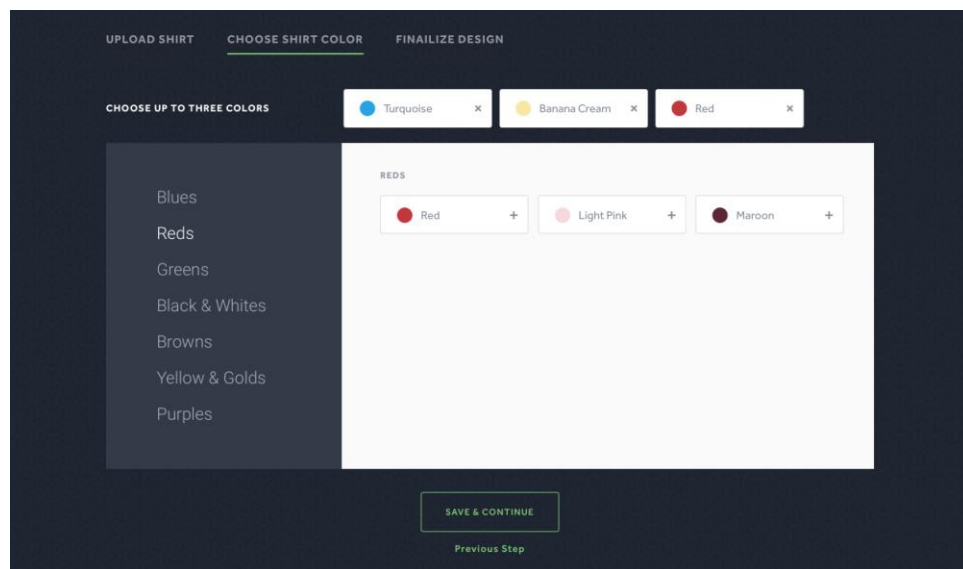 UPLOAD SHIRT CHOOSE SHIRT COLOR FINAILIZE DESIGN
CHOOSE UP TO THREE COLORS Turquoise × Banana Cream × Red ×
REDS
Red + Light Pink + Maroon +
Blues
Reds
Greens
Black & Whites
Browns
Yellow & Golds
Purples
SAVE & CONTINUE
Previous Step